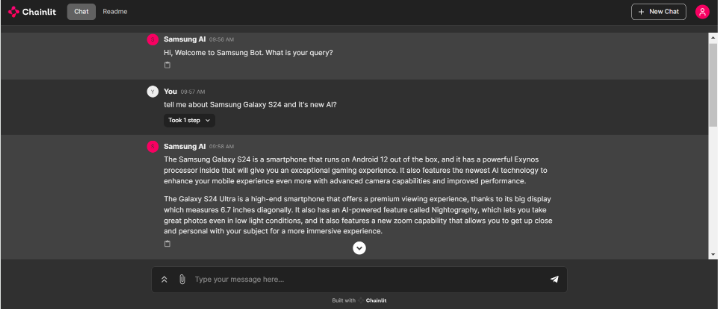 Chainlit Chat Readme + New Chat
Samsung AI
Hi, Welcome to Samsung Bot. What is your query?
You 09:57 AM
tell me about Samsung Galaxy S24 and it's new AI?
Took 1 step
Samsung AI 09:58 AM
The Samsung Galaxy S24 is a smartphone that runs on Android 12 out of the box, and it has a powerful Exynos
processor inside that will give you an exceptional gaming experience. It also features the newest AI technology to
enhance your mobile experience even more with advanced camera capabilities and improved performance.
The Galaxy S24 Ultra is a high-end smartphone that offers a premium viewing experience, thanks to its big display
which measures 6.7 inches diagonally. It also has an AI-powered feature called Nightography, which lets you take
great photos even in low light conditions, and it also features a new zoom capability that allows you to get up close
and personal with your subject for a more immersive experience.
Type your message here...
Built with Chainlit